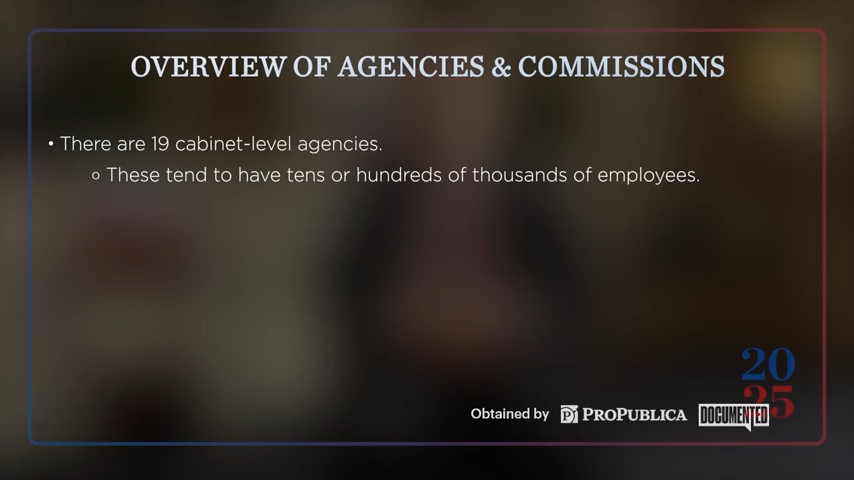 OVERVIEW OF AGENCIES & COMMISSIONS
• There are 19 cabinet-level agencies.
o These tend to have tens or hundreds of thousands of employees.
20
25
Obtained by PROPUBLICA DOCUMENTED